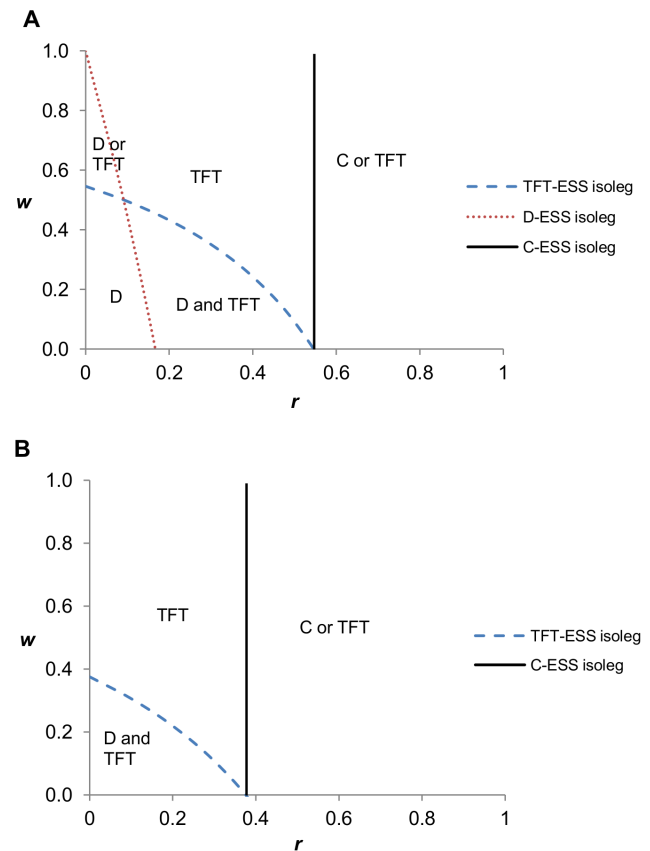 A
1.0
0.8
0.6
0.4
0.2
0.0
w
D or
TFT
TFT
C or TFT
D
D and TFT
TFT-ESS isoleg
D-ESS isoleg
C-ESS isoleg
0 0.2 0.4 0.6 0.8 1
r
B
1.0
0.8
0.6
0.4
0.2
0.0
w
TFT
C or TFT
D and
TFT
TFT-ESS isoleg
C-ESS isoleg
0 0.2 0.4 0.6 0.8 1
r